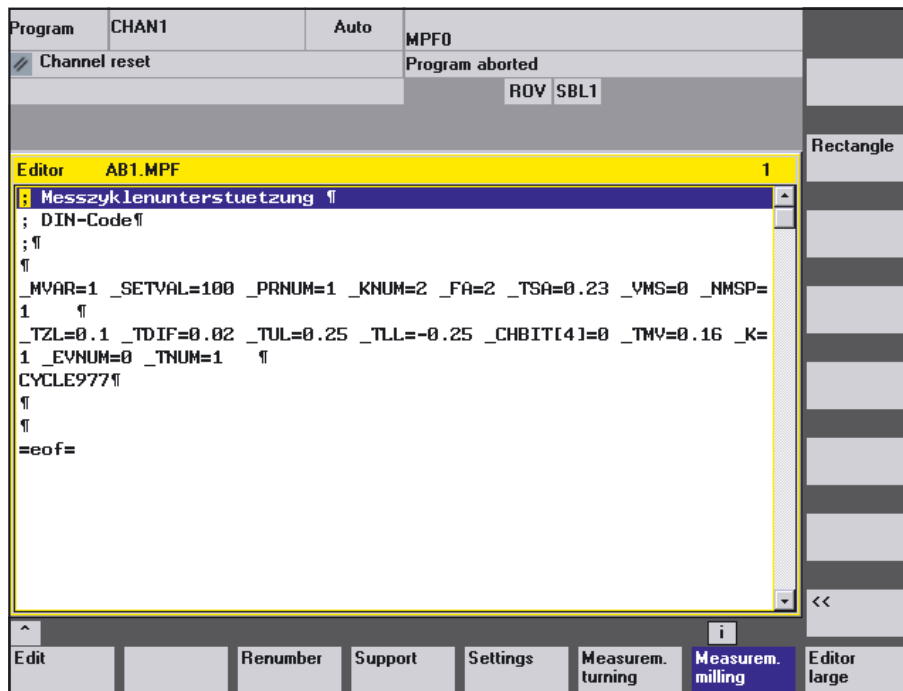 Program CHAN1 Auto MPF0
Channel reset Program aborted
ROV SBL1
Rectangle
Editor AB1.MPF 1
; Messzyklenunterstuetzung ¶
; DIN-Code¶
;¶
¶
_MVAR=1 _SETVAL=100 _PRNUM=1 _KNUM=2 _FA=2 _TSA=0.23 _VMS=0 _NMSP=
1 ¶
_TZL=0.1 _TDIF=0.02 _TUL=0.25 _TLL=-0.25 _CHBIT[4]=0 _TMV=0.16 _K=
1 _EVNUM=0 _TNUM=1 ¶
CYCLE977¶
¶
¶
=eof=
<<
^ i
Edit Renumber Support Settings Measurem. turning Measurem. milling Editor large